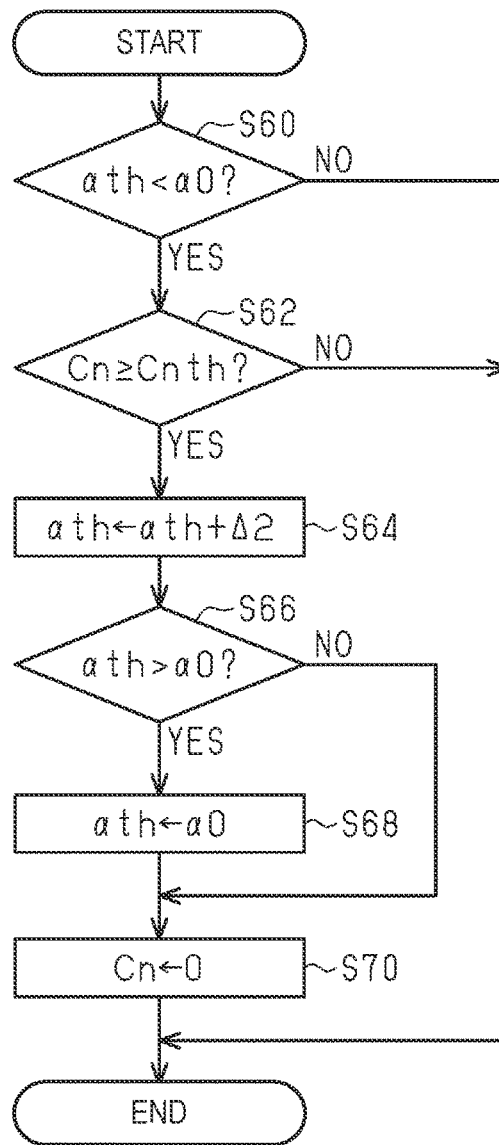 START
S60
αth<α0?
NO
YES
S62
Cn≥Cnth?
NO
YES
αth←αth+Δ2
S64
S66
αth>α0?
NO
YES
αth←α0
S68
Cn←0
S70
END